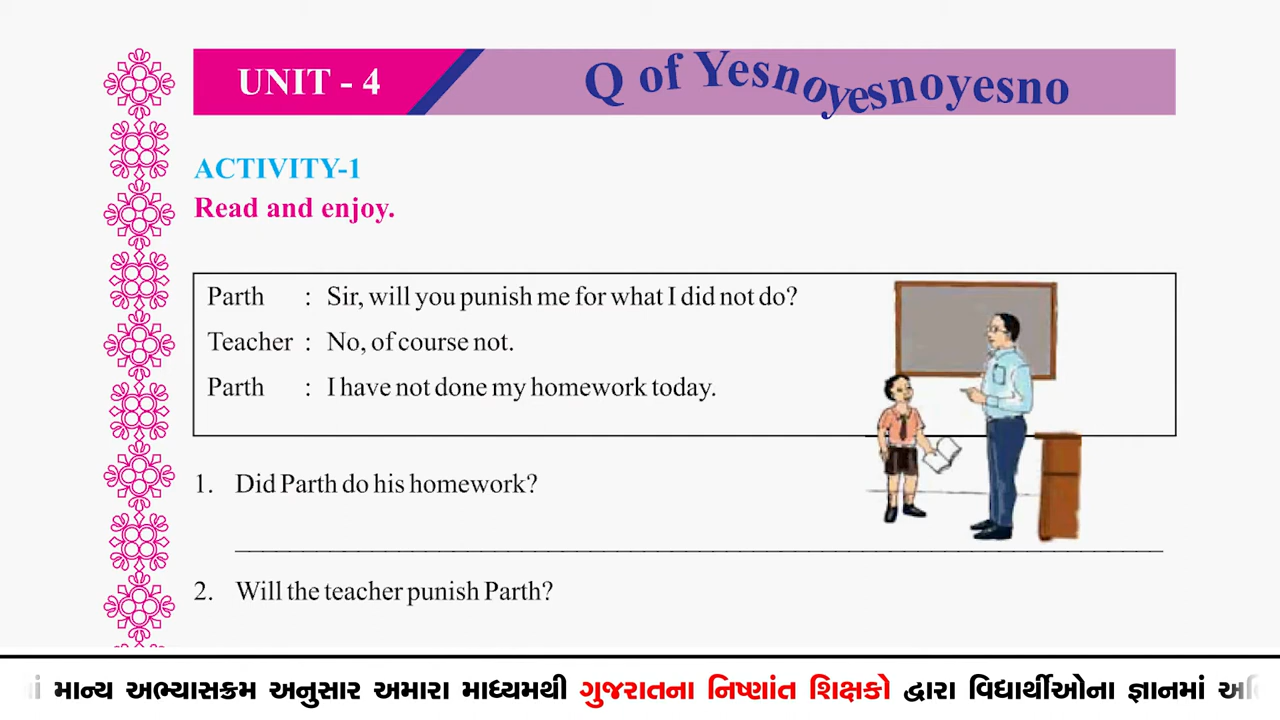 UNIT - 4
Q of Yesnoyesnoyesno
ACTIVITY-1
Read and enjoy.
Parth : Sir, will you punish me for what I did not do?
Teacher : No, of course not.
Parth : I have not done my homework today.
1. Did Parth do his homework?
2. Will the teacher punish Parth?
માન્ય અભ્યાસક્રમ અનુસાર અમારા માધ્યમથી ગુજરાતના નિષ્ણાંત શિક્ષકો દ્વારા વિદ્યાર્થીઓના જ્ઞાનમાં